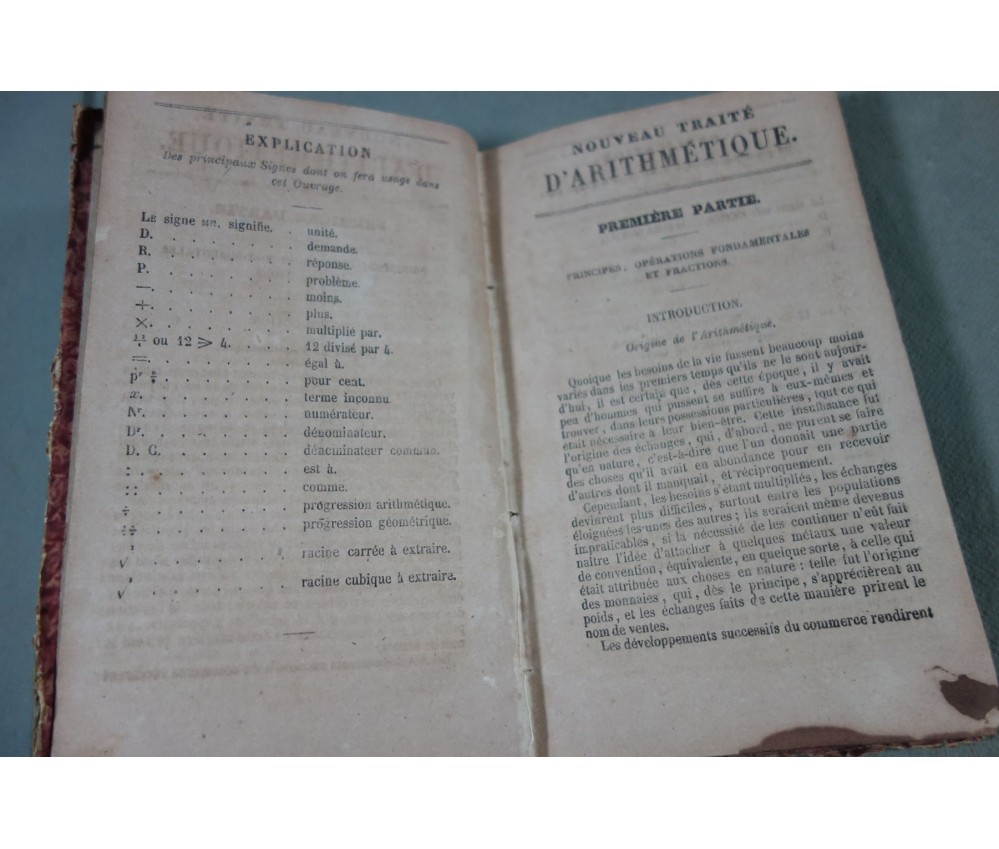 EXPLICATION
Des principaux Signes dont on fera usage dans
cet Ouvrage.
Le signe un, signifie. . unité.
D. . . . . . . . . demande.
R. . . . . . . . . réponse.
P. . . . . . . . . problème.
—. . . . . . . . . moins.
+. . . . . . . . . plus.
×. . . . . . . . . multiplié par.
ou 12 > 4. . . . . 12 divisé par 4.
=. . . . . . . . . égal à.
pr . . . . . . . . pour cent.
x. . . . . . . . . terme inconnu.
Nr. . . . . . . . . numérateur.
Dr. . . . . . . . . dénominateur.
D. C. . . . . . . . déacminateur commun.
: . . . . . . . . est à.
:: . . . . . . . . comme.
÷ . . . . . . . . progression arithmétique.
. . . . . . . . progression géométrique.
√ . . . . . . . . racine carrée à extraire.
√ . . . . . . . . racine cubique à extraire.
NOUVEAU TRAITÉ
D'ARITHMÉTIQUE.
PREMIÈRE PARTIE.
PRINCIPES, OPÉRATIONS FONDAMENTALES
ET FRACTIONS.
INTRODUCTION.
Origine de l'Arithmétique.
Quoique les besoins de la vie fussent beaucoup moins
variés dans les premiers temps qu'ils ne le sont aujour-
d'hui, il est certain que, dès cette époque, il y avait
peu d'hommes qui pussent se suffire à eux-mêmes et
trouver, dans leurs possessions particulières, tout ce qui
était nécessaire à leur bien-être. Cette insuffisance fut
l'origine des échanges, qui, d'abord, ne purent se faire
qu'en nature, c'est-à-dire que l'un donnait une partie
des choses qu'il avait en abondance pour en recevoir
d'autres dont il manquait, et réciproquement.
Cependant, les besoins s'étant multipliés, les échanges
devinrent plus difficiles, surtout entre les populations
éloignées les unes des autres; ils seraient même devenus
impraticables, si la nécessité de les continuer n'eût fait
naître l'idée d'attacher à quelques métaux une valeur
de convention, équivalente, en quelque sorte, à celle qui
était attribuée aux choses en nature: telle fut l'origine
des monnaies, qui, dès le principe, s'apprécièrent au
poids, et les échanges faits de cette manière prirent le
nom de ventes.
Les développements successifs du commerce rendirent